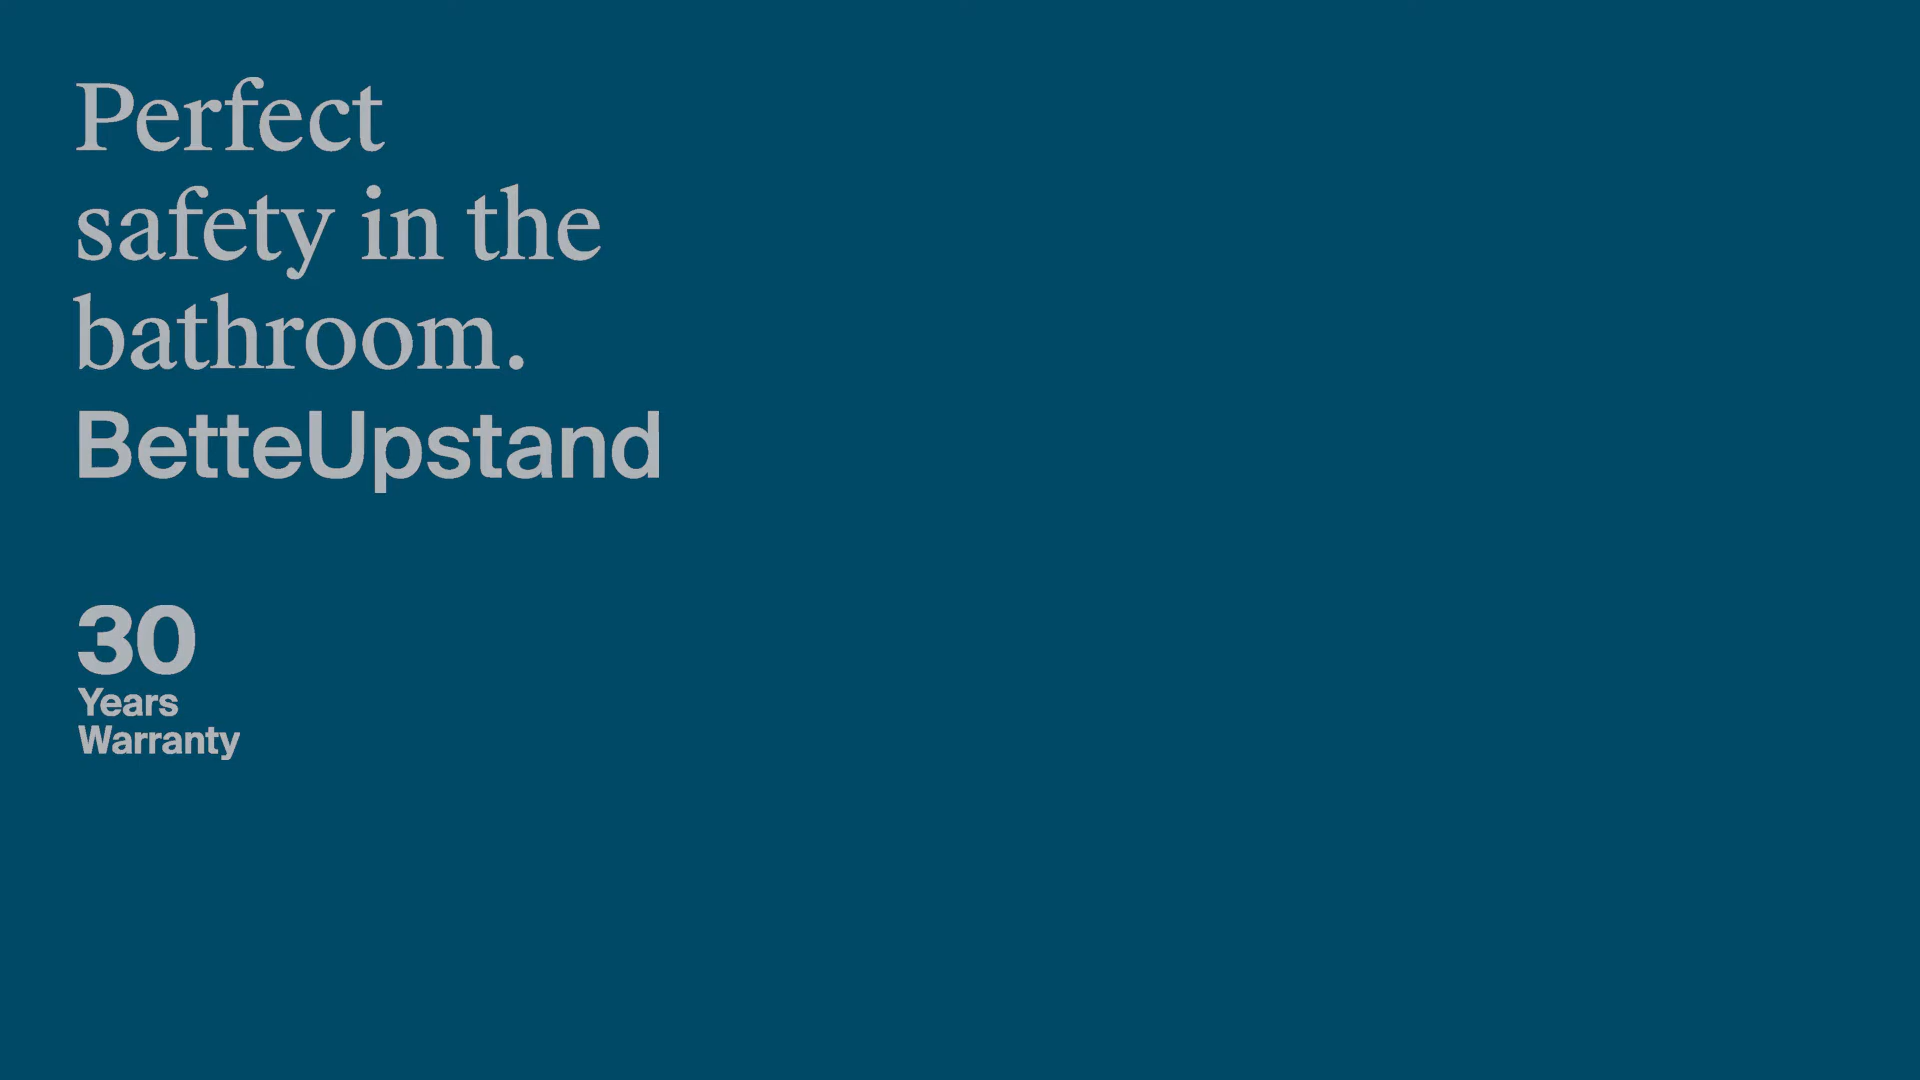 Perfect
safety in the
bathroom.
BetteUpstand
30
Years
Warranty